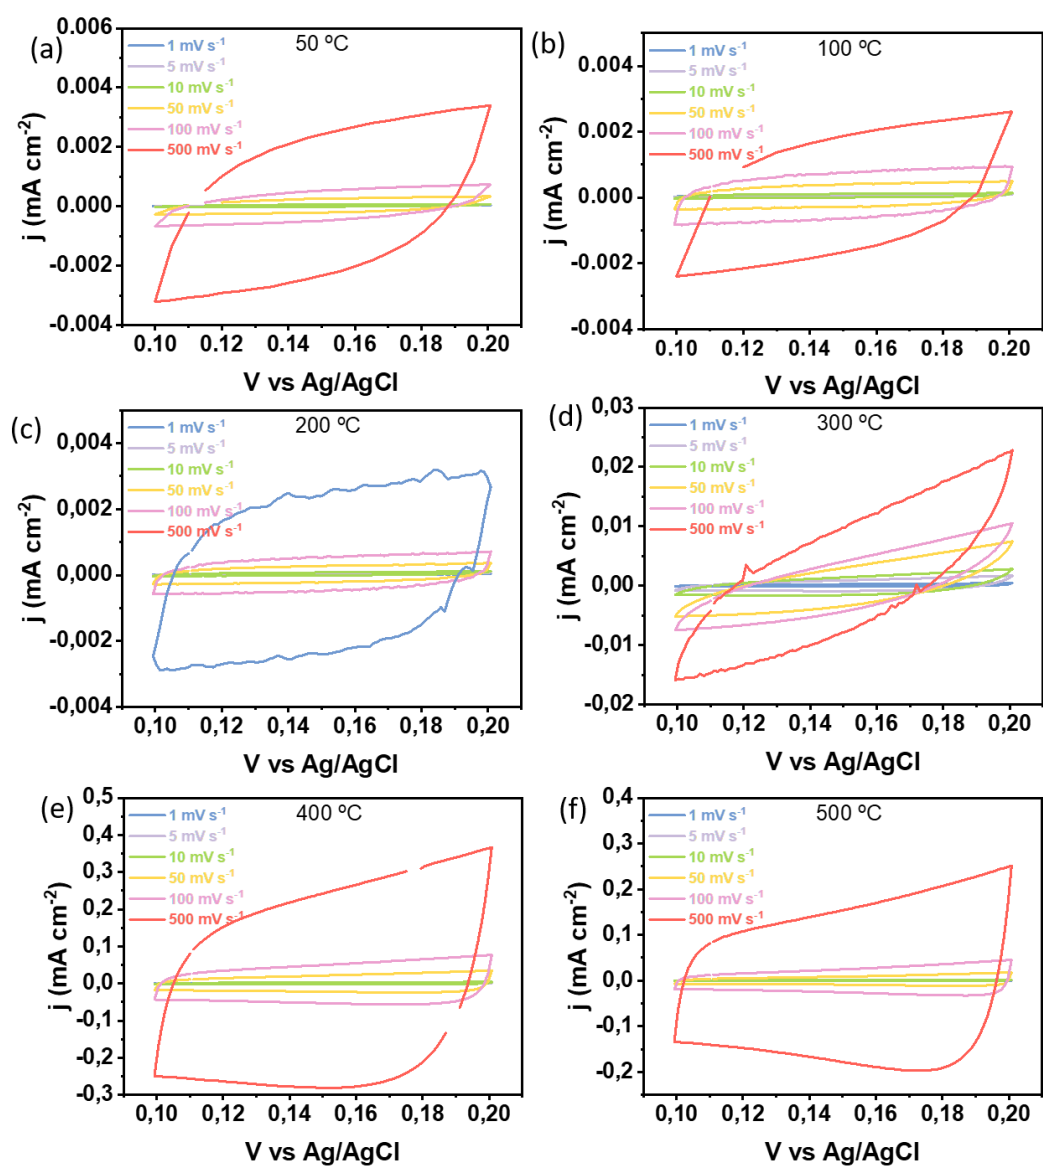 (a)
50 ºC
1 mV s⁻¹
5 mV s⁻¹
10 mV s⁻¹
50 mV s⁻¹
100 mV s⁻¹
500 mV s⁻¹
0.006
0.004
0.002
0.000
-0.002
-0.004
j (mA cm⁻²)
0.10 0.12 0.14 0.16 0.18 0.20
V vs Ag/AgCl
(b)
100 ºC
1 mV s⁻¹
5 mV s⁻¹
10 mV s⁻¹
50 mV s⁻¹
100 mV s⁻¹
500 mV s⁻¹
0.004
0.002
0.000
-0.002
-0.004
j (mA cm⁻²)
0.10 0.12 0.14 0.16 0.18 0.20
V vs Ag/AgCl
(c)
200 ºC
1 mV s⁻¹
5 mV s⁻¹
10 mV s⁻¹
50 mV s⁻¹
100 mV s⁻¹
500 mV s⁻¹
0,004
0,002
0,000
-0,002
-0,004
j (mA cm⁻²)
0,10 0,12 0,14 0,16 0,18 0,20
V vs Ag/AgCl
(d)
300 ºC
1 mV s⁻¹
5 mV s⁻¹
10 mV s⁻¹
50 mV s⁻¹
100 mV s⁻¹
500 mV s⁻¹
0,03
0,02
0,01
0,00
-0,01
-0,02
j (mA cm⁻²)
0,10 0,12 0,14 0,16 0,18 0,20
V vs Ag/AgCl
(e)
400 ºC
1 mV s⁻¹
5 mV s⁻¹
10 mV s⁻¹
50 mV s⁻¹
100 mV s⁻¹
500 mV s⁻¹
0,5
0,4
0,3
0,2
0,1
0,0
-0,1
-0,2
-0,3
j (mA cm⁻²)
0,10 0,12 0,14 0,16 0,18 0,20
V vs Ag/AgCl
(f)
500 ºC
1 mV s⁻¹
5 mV s⁻¹
10 mV s⁻¹
50 mV s⁻¹
100 mV s⁻¹
500 mV s⁻¹
0,4
0,3
0,2
0,1
0,0
-0,1
-0,2
j (mA cm⁻²)
0,10 0,12 0,14 0,16 0,18 0,20
V vs Ag/AgCl